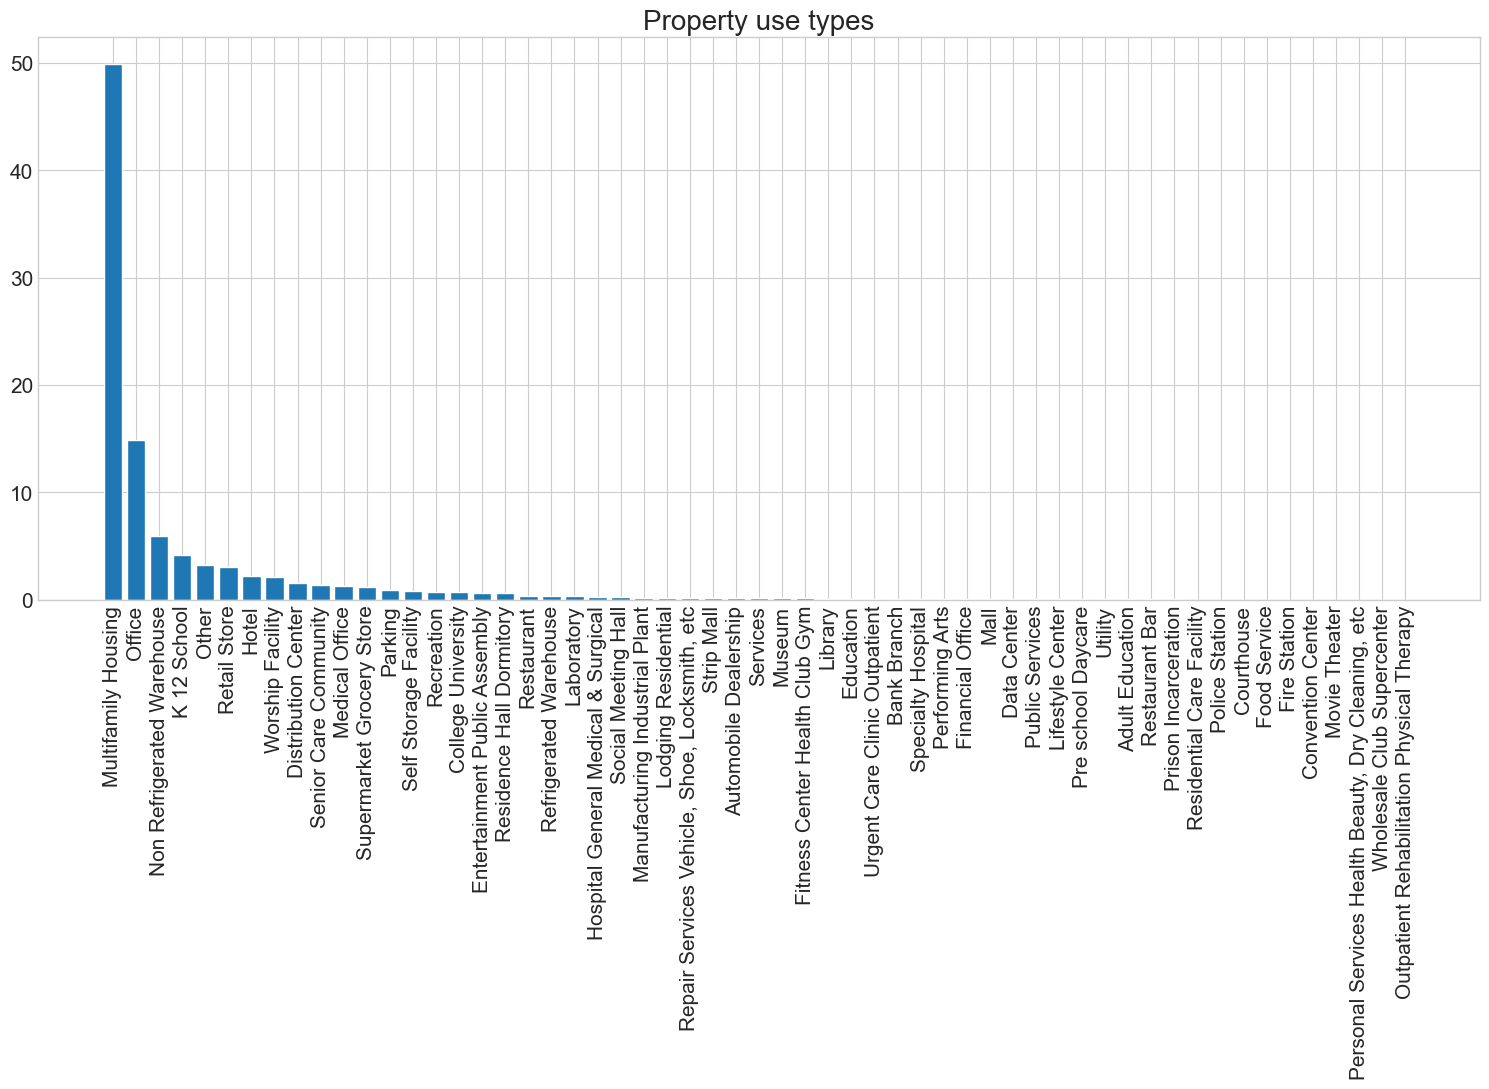 Property use types
50
40
30
20
10
0
Multifamily Housing
Office
Non Refrigerated Warehouse
K 12 School
Other
Retail Store
Hotel
Worship Facility
Distribution Center
Senior Care Community
Medical Office
Supermarket Grocery Store
Parking
Self Storage Facility
Recreation
College University
Entertainment Public Assembly
Residence Hall Dormitory
Restaurant
Refrigerated Warehouse
Laboratory
Hospital General Medical & Surgical
Social Meeting Hall
Manufacturing Industrial Plant
Lodging Residential
Repair Services Vehicle, Shoe, Locksmith, etc
Strip Mall
Automobile Dealership
Services
Museum
Fitness Center Health Club Gym
Library
Education
Urgent Care Clinic Outpatient
Bank Branch
Specialty Hospital
Performing Arts
Financial Office
Mall
Data Center
Public Services
Lifestyle Center
Pre school Daycare
Utility
Adult Education
Restaurant Bar
Prison Incarceration
Residential Care Facility
Police Station
Courthouse
Food Service
Fire Station
Convention Center
Movie Theater
Personal Services Health Beauty, Dry Cleaning, etc
Wholesale Club Supercenter
Outpatient Rehabilitation Physical Therapy